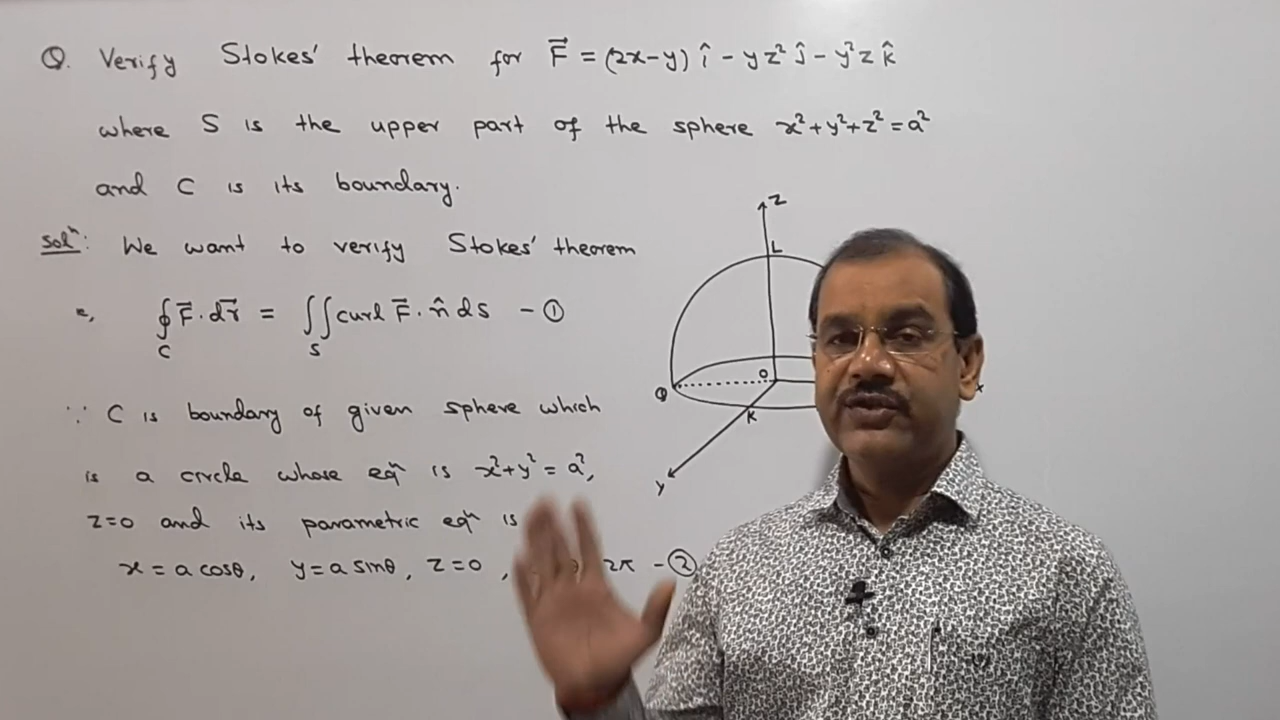 Q. Verify Stokes' theorem for F⃗ = (2x-y) î - yz² ĵ - y²z k̂
where S is the upper part of the sphere x²+y²+z²=a²
and C is its boundary.
Solⁿ: We want to verify Stokes' theorem
∮F⃗.dr⃗ = ∬curl F⃗.n̂ ds - ①
C S
∵ C is boundary of given sphere which
is a circle whose eqⁿ is x²+y²=a²,
z=0 and its parametric eqⁿ is
x = a cosθ, y = a sinθ, z=0, 2π - ②
Z
L
O
Q
K
Y
x